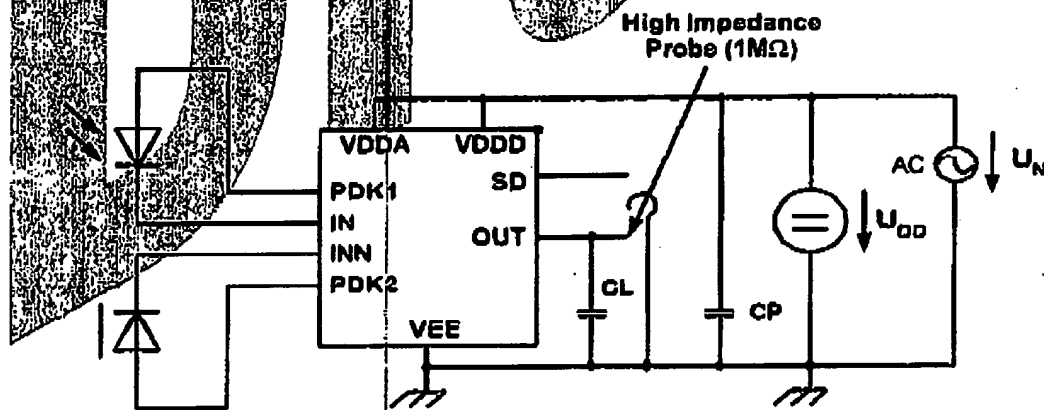 High Impedance
Probe (1MΩ)
VDDA VDDD
SD
PDK1
IN
OUT
INN
PDK2
VEE
CL
CP
AC
UN
UDD